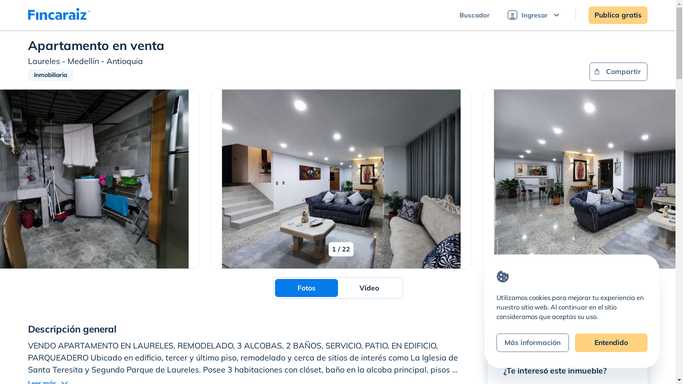 Fincaraiz
Buscador
Ingresar
Publica gratis
Apartamento en venta
Laureles - Medellín - Antioquia
Inmobiliaria
Compartir
1 / 22
Fotos
Video
Utilizamos cookies para mejorar tu experiencia en
nuestro sitio web. Al continuar en el sitio
consideramos que aceptas su uso.
Más información
Entendido
Descripción general
VENDO APARTAMENTO EN LAURELES, REMODELADO, 3 ALCOBAS, 2 BAÑOS, SERVICIO, PATIO, EN EDIFICIO,
PARQUEADERO Ubicado en edificio, tercer y último piso, remodelado y cerca de sitios de interés como La Iglesia de
Santa Teresita y Segundo Parque de Laureles. Posee 3 habitaciones con clóset, baño en la alcoba principal, pisos ...
Leer más
¿Te interesó este inmueble?